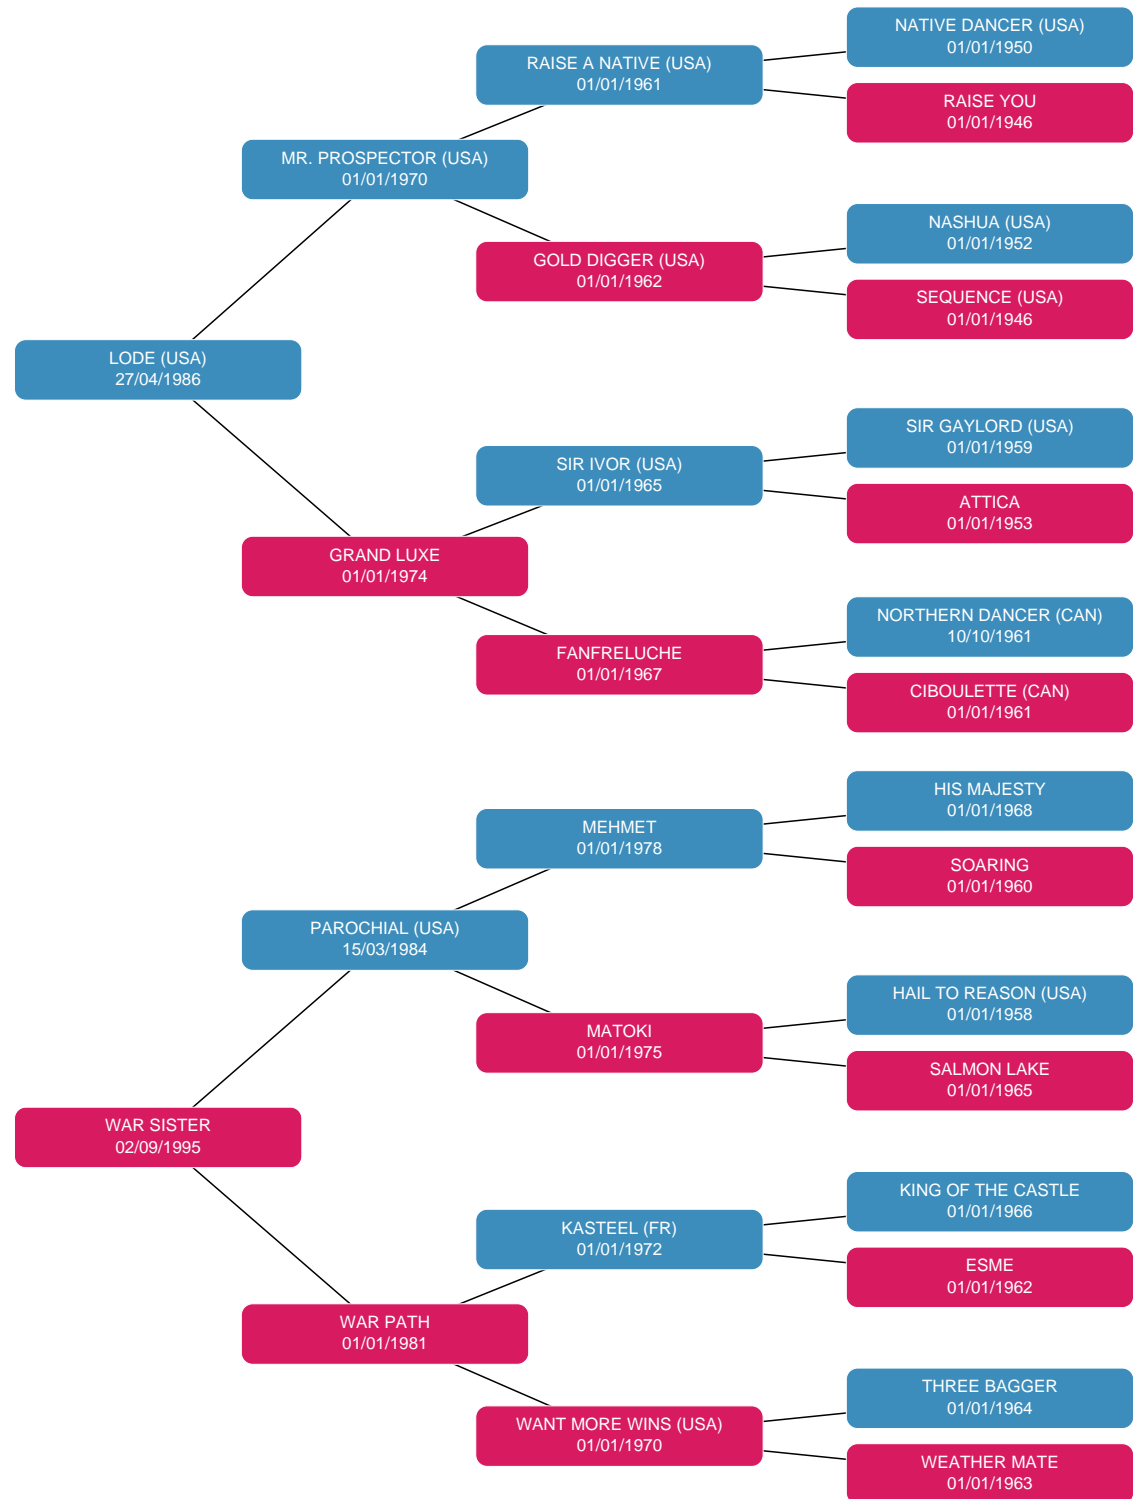 NATIVE DANCER (USA)
01/01/1950
RAISE A NATIVE (USA)
01/01/1961
RAISE YOU
01/01/1946
MR. PROSPECTOR (USA)
01/01/1970
NASHUA (USA)
01/01/1952
GOLD DIGGER (USA)
01/01/1962
SEQUENCE (USA)
01/01/1946
LODE (USA)
27/04/1986
SIR GAYLORD (USA)
01/01/1959
SIR IVOR (USA)
01/01/1965
ATTICA
01/01/1953
GRAND LUXE
01/01/1974
NORTHERN DANCER (CAN)
10/10/1961
FANFRELUCHE
01/01/1967
CIBOULETTE (CAN)
01/01/1961
HIS MAJESTY
01/01/1968
MEHMET
01/01/1978
SOARING
01/01/1960
PAROCHIAL (USA)
15/03/1984
HAIL TO REASON (USA)
01/01/1958
MATOKI
01/01/1975
SALMON LAKE
01/01/1965
WAR SISTER
02/09/1995
KING OF THE CASTLE
01/01/1966
KASTEEL (FR)
01/01/1972
ESME
01/01/1962
WAR PATH
01/01/1981
THREE BAGGER
01/01/1964
WANT MORE WINS (USA)
01/01/1970
WEATHER MATE
01/01/1963